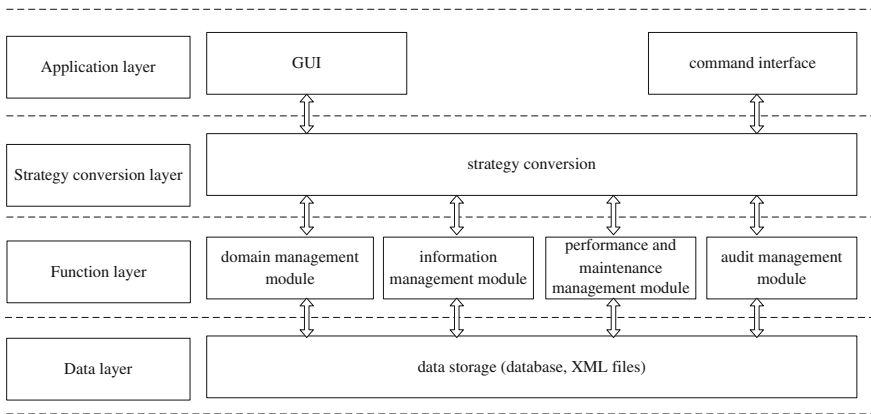 Application layer
GUI
command interface
Strategy conversion layer
strategy conversion
Function layer
domain management
module
information
management module
performance and
maintenance
management module
audit management
module
Data layer
data storage (database, XML files)